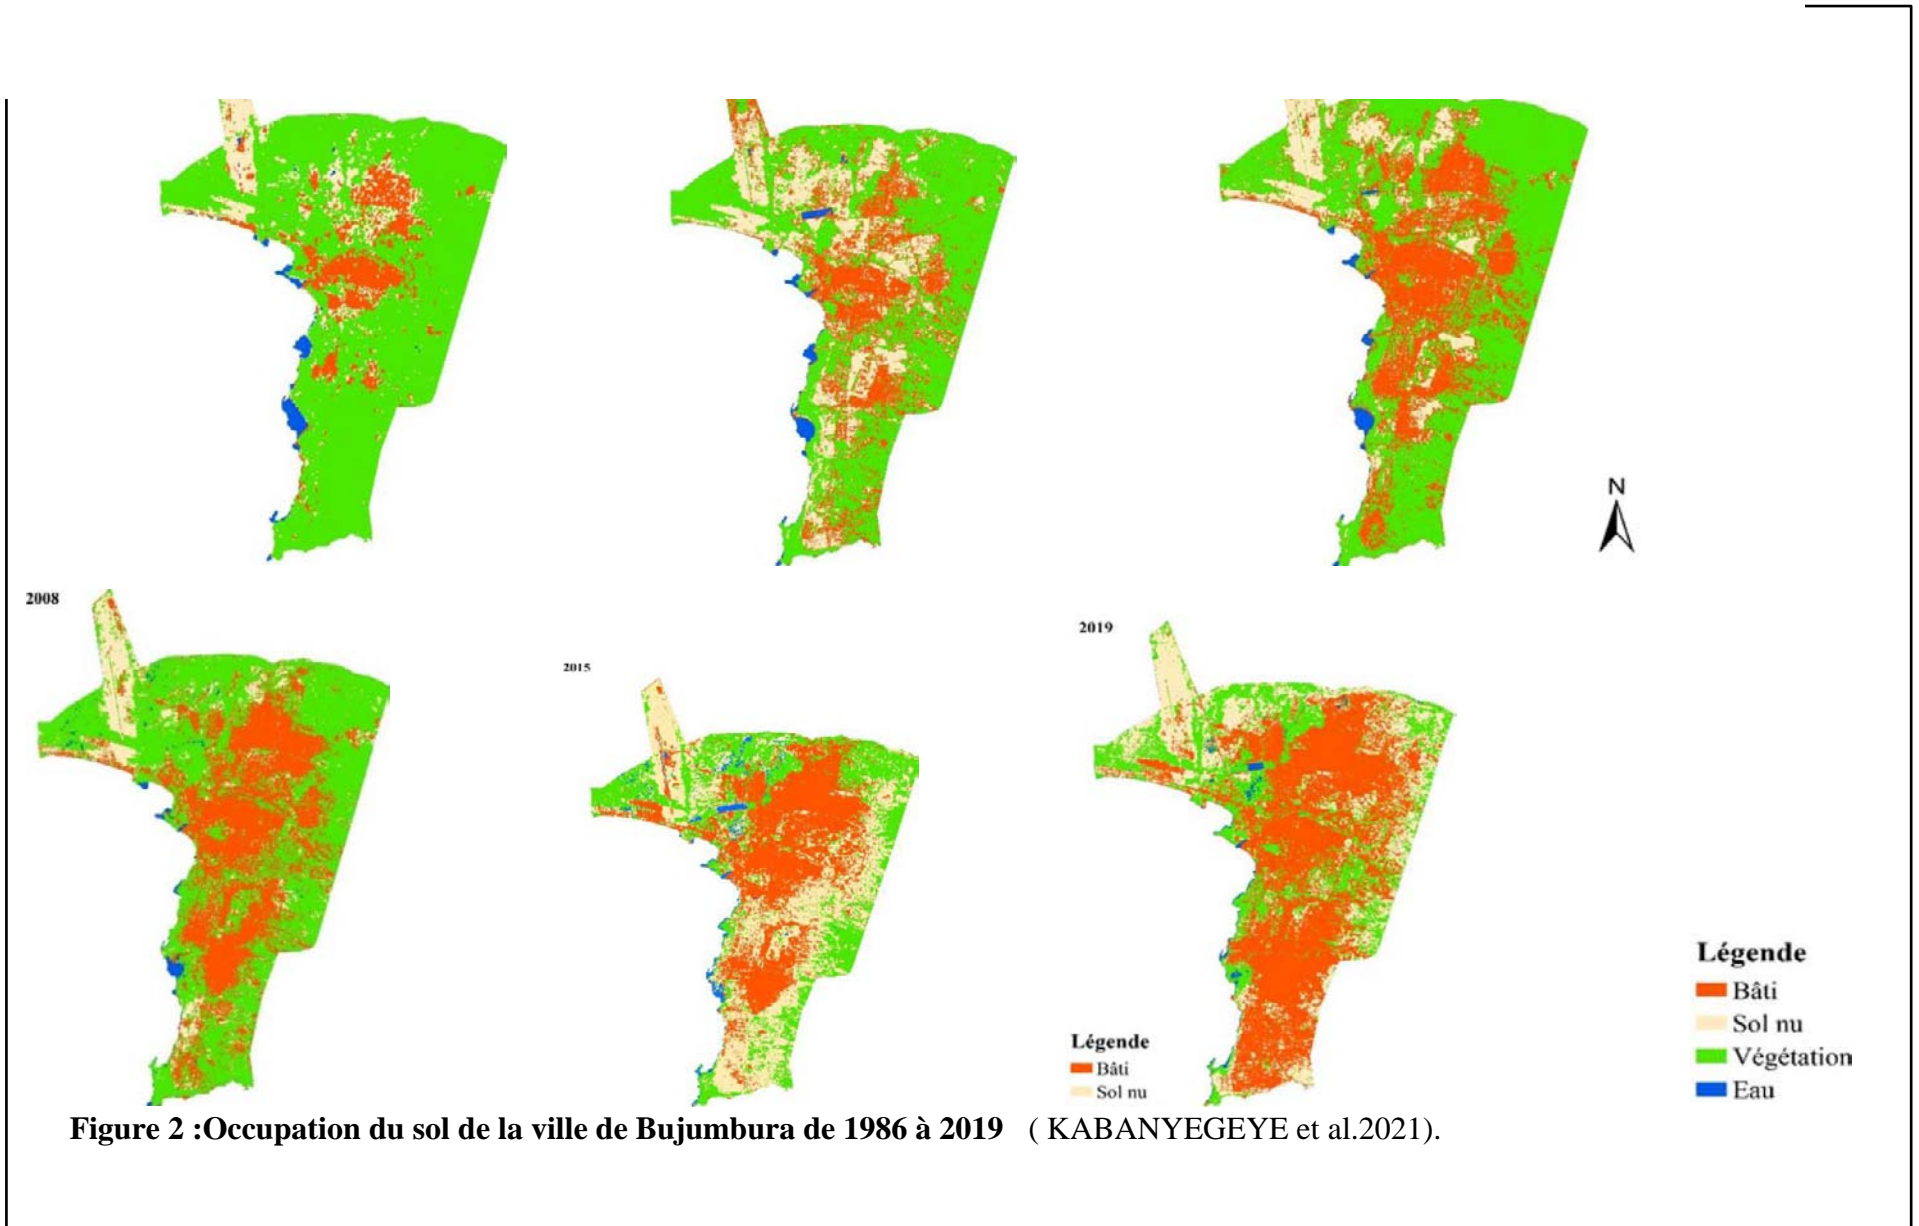 N
2008
2015
2019
Légende
Bâti
Sol nu
Légende
Bâti
Sol nu
Végétation
Eau
Figure 2 :Occupation du sol de la ville de Bujumbura de 1986 à 2019 ( KABANYEGEYE et al.2021).